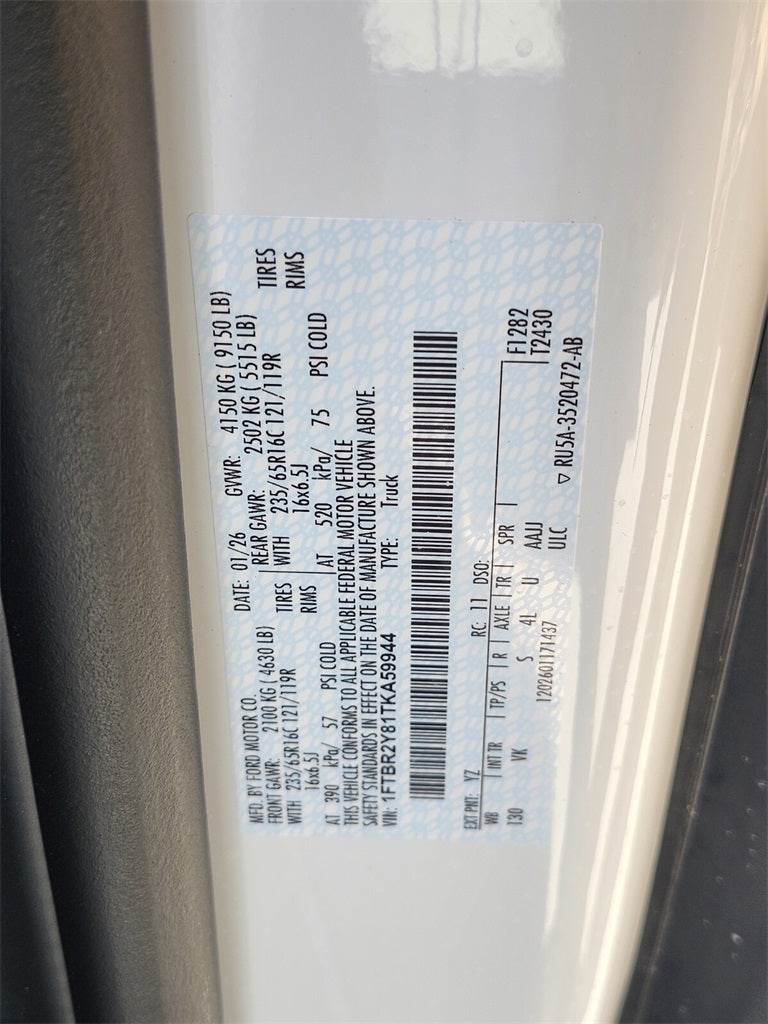 MFD. BY FORD MOTOR CO.
DATE: 01/26 GVWR: 4150 KG ( 9150 LB)
FRONT GAWR: 2100 KG ( 4630 LB) REAR GAWR: 2502 KG ( 5515 LB)
WITH 235/65R16C 121/119R TIRES WITH 235/65R16C 121/119R TIRES
16x6.5J RIMS 16x6.5J RIMS
AT 390 kPa/ 57 PSI COLD AT 520 kPa/ 75 PSI COLD
THIS VEHICLE CONFORMS TO ALL APPLICABLE FEDERAL MOTOR VEHICLE
SAFETY STANDARDS IN EFFECT ON THE DATE OF MANUFACTURE SHOWN ABOVE.
VIN: 1FTBR2Y81TKA59944 TYPE: Truck
EXT PNT: YZ RC: 11 DSO:
WB INT TR TP/PS R AXLE TR SPR F1282
130 VK S 4L U AAJJ T2430
1202601171437 ULC
▽ RU5A-3520472-AB